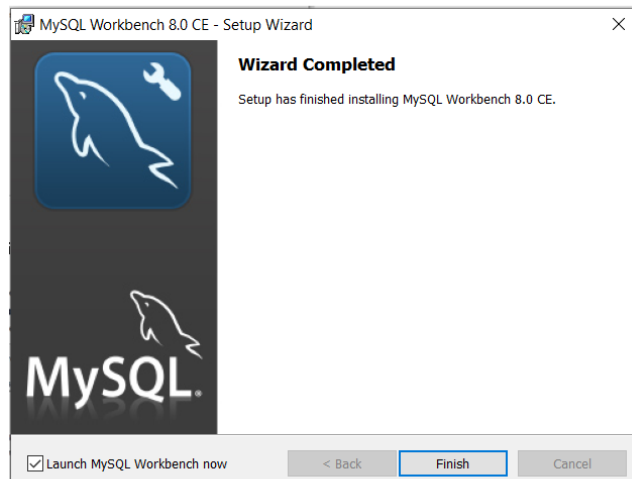 MySQL Workbench 8.0 CE - Setup Wizard
Wizard Completed
Setup has finished installing MySQL Workbench 8.0 CE.
MySQL.
Launch MySQL Workbench now
< Back
Finish
Cancel